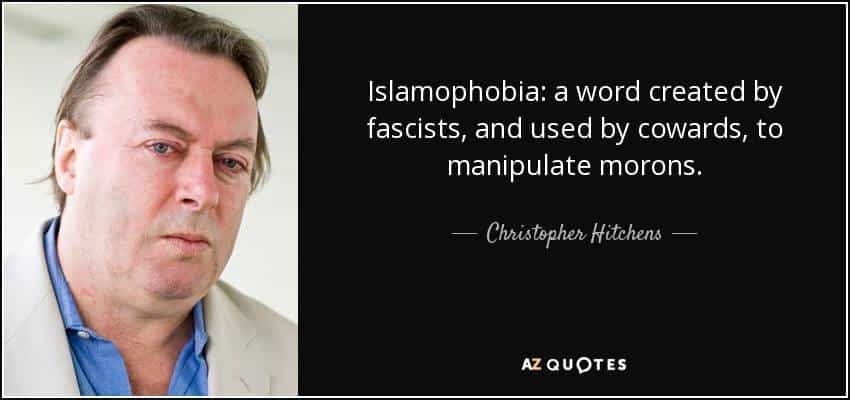 Islamophobia: a word created by
fascists, and used by cowards, to
manipulate morons.
Christopher Hitchens
AZ QUOTES